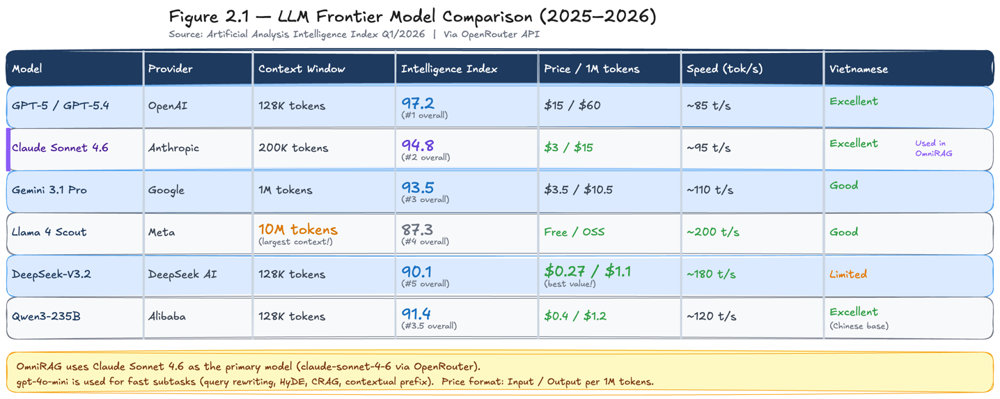 Figure 2.1 — LLM Frontier Model Comparison (2025–2026)
Source: Artificial Analysis Intelligence Index Q1/2026 | Via OpenRouter API
Model Provider Context Window Intelligence Index Price / 1M tokens Speed (tok/s) Vietnamese
GPT-5 / GPT-5.4 OpenAI 128K tokens 97.2 $15 / $60 ~85 t/s Excellent
(#1 overall)
Claude Sonnet 4.6 Anthropic 200K tokens 94.8 $3 / $15 ~95 t/s Excellent Used in
(#2 overall) OmniRAG
Gemini 3.1 Pro Google 1M tokens 93.5 $3.5 / $10.5 ~110 t/s Good
(#3 overall)
Llama 4 Scout Meta 10M tokens 87.3 Free / OSS ~200 t/s Good
(largest context!) (#4 overall)
DeepSeek-V3.2 DeepSeek AI 128K tokens 90.1 $0.27 / $1.1 ~180 t/s Limited
(#5 overall) (best value!)
Qwen3-235B Alibaba 128K tokens 91.4 $0.4 / $1.2 ~120 t/s Excellent
(#3.5 overall) (Chinese base)
OmniRAG uses Claude Sonnet 4.6 as the primary model (claude-sonnet-4-6 via OpenRouter).
gpt-4o-mini is used for fast subtasks (query rewriting, HyDE, CRAG, contextual prefix). Price format: Input / Output per 1M tokens.